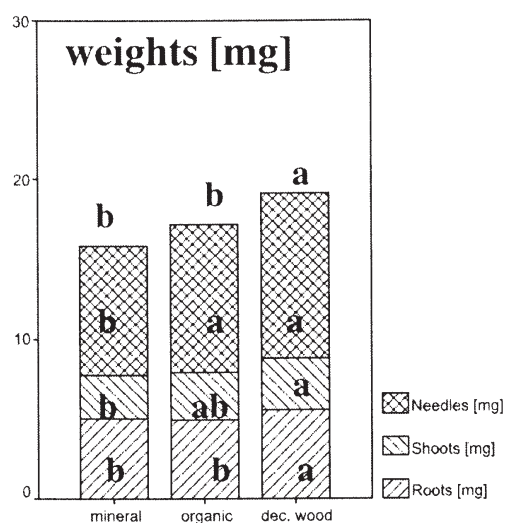 30
weights [mg]
a
20
b
b
b
a
a
10
a
b
ab
Needles [mg]
Shoots [mg]
b
b
a
Roots [mg]
0
mineral
organic
dec. wood